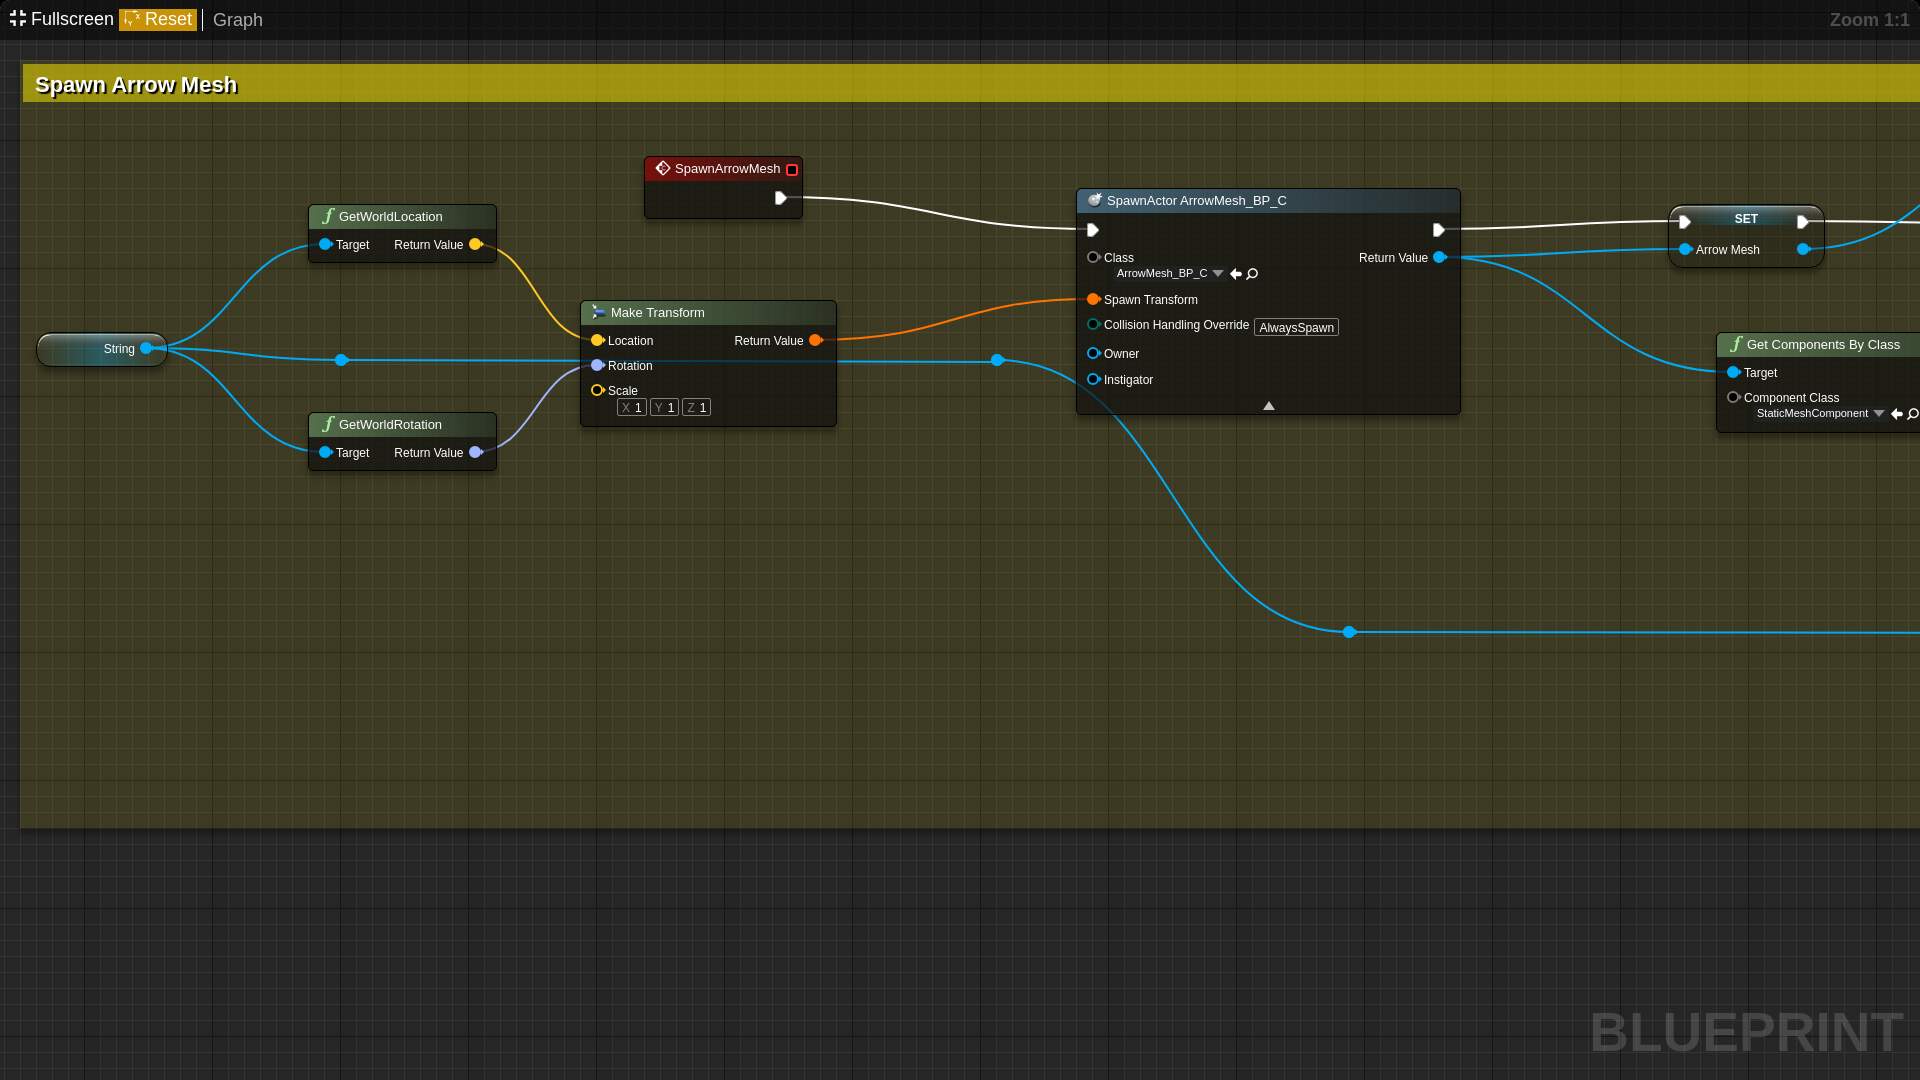 Fullscreen Reset Graph Zoom 1:1
Spawn Arrow Mesh
SpawnArrowMesh
GetWorldLocation
Target Return Value
String
GetWorldRotation
Target Return Value
Make Transform
Location Return Value
Rotation
Scale
X 1 Y 1 Z 1
SpawnActor ArrowMesh_BP_C
Class Return Value
ArrowMesh_BP_C
Spawn Transform
Collision Handling Override AlwaysSpawn
Owner
Instigator
SET
Arrow Mesh
Get Components By Class
Target
Component Class
StaticMeshComponent
BLUEPRINT